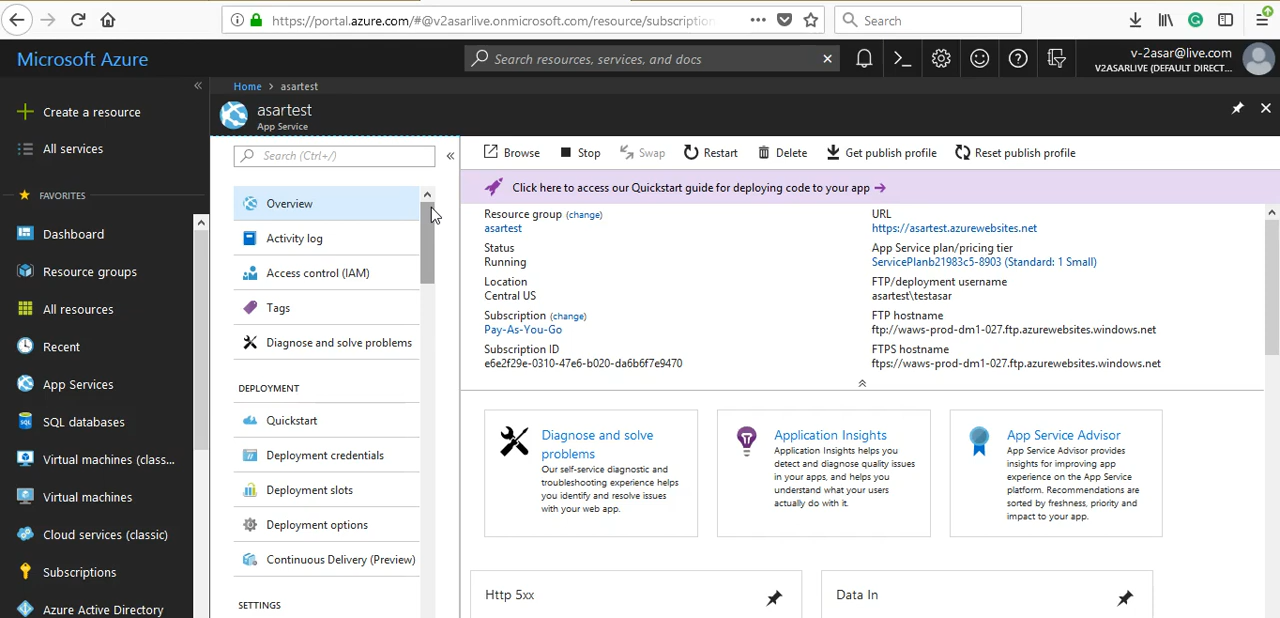 https://portal.azure.com/#@v2asarlive.onmicrosoft.com/resource/subscription
Search
Microsoft Azure
Search resources, services, and docs
v-2asar@live.com
V2ASARLIVE (DEFAULT DIRECT...
Create a resource
All services
FAVORITES
Dashboard
Resource groups
All resources
Recent
App Services
SQL databases
Virtual machines (class...
Virtual machines
Cloud services (classic)
Subscriptions
Azure Active Directory
Home > asartest
asartest
App Service
Search (Ctrl+/)
Overview
Activity log
Access control (IAM)
Tags
Diagnose and solve problems
DEPLOYMENT
Quickstart
Deployment credentials
Deployment slots
Deployment options
Continuous Delivery (Preview)
SETTINGS
Browse Stop Swap Restart Delete Get publish profile Reset publish profile
Click here to access our Quickstart guide for deploying code to your app
Resource group (change)
asartest
Status
Running
Location
Central US
Subscription (change)
Pay-As-You-Go
Subscription ID
e6e2f29e-0310-47e6-b020-da6b6f7e9470
URL
https://asartest.azurewebsites.net
App Service plan/pricing tier
ServicePlanb21983c5-8903 (Standard: 1 Small)
FTP/deployment username
asartest\testasar
FTP hostname
ftp://waws-prod-dm1-027.ftp.azurewebsites.windows.net
FTPS hostname
ftps://waws-prod-dm1-027.ftp.azurewebsites.windows.net
Diagnose and solve
problems
Our self-service diagnostic and
troubleshooting experience helps
you identify and resolve issues
with your web app.
Application Insights
Application Insights helps you
detect and diagnose quality issues
in your apps, and helps you
understand what your users
actually do with it.
App Service Advisor
App Service Advisor provides
insights for improving app
experience on the App Service
platform. Recommendations are
sorted by freshness, priority and
impact to your app.
Http 5xx
Data In